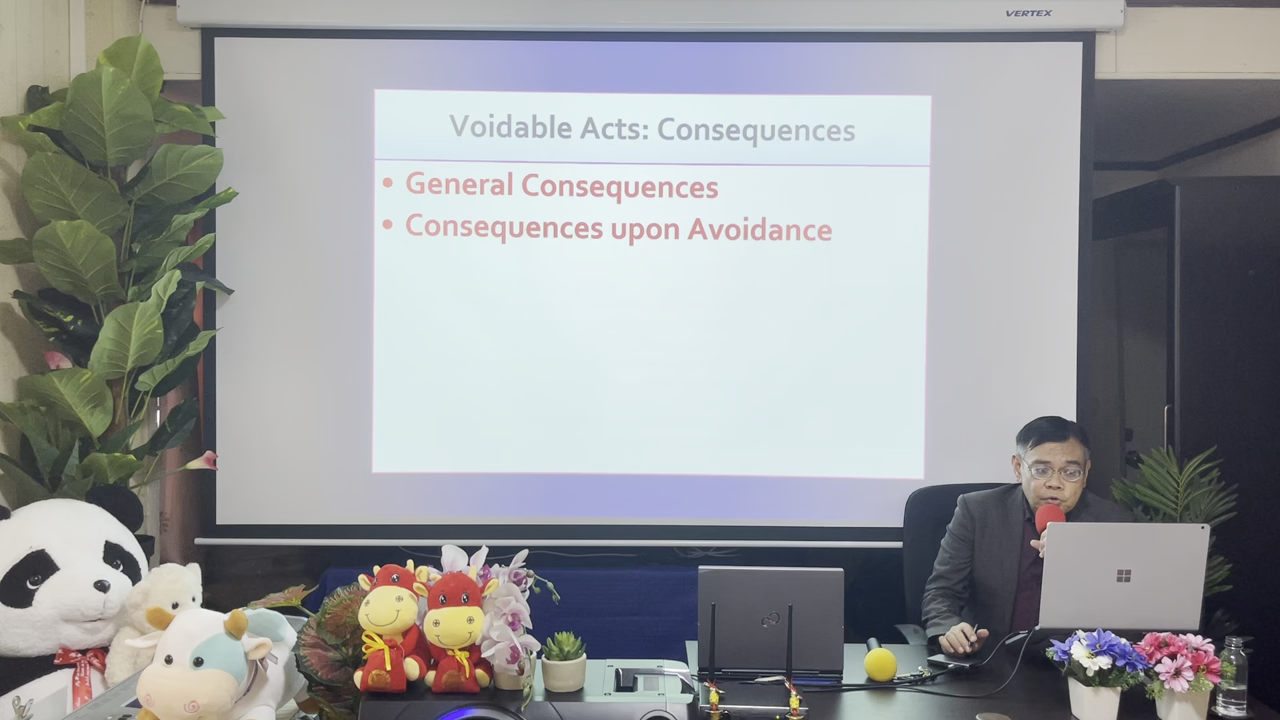 VERTEX
Voidable Acts: Consequences
• General Consequences
• Consequences upon Avoidance